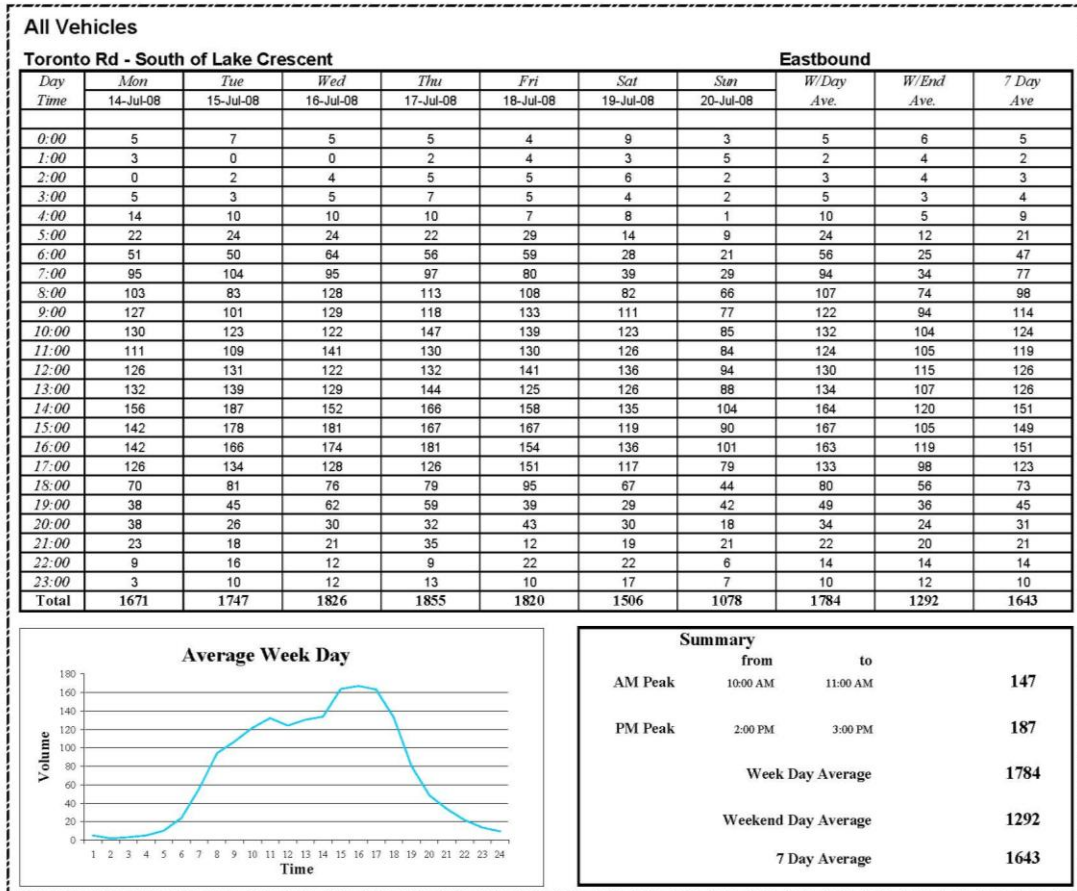 All Vehicles
Toronto Rd - South of Lake Crescent Eastbound
Day Mon Tue Wed Thu Fri Sat Sun W/Day W/End 7 Day
Time 14-Jul-08 15-Jul-08 16-Jul-08 17-Jul-08 18-Jul-08 19-Jul-08 20-Jul-08 Ave. Ave. Ave
0:00 5 7 5 5 4 9 3 5 6 5
1:00 3 0 0 2 4 3 5 2 4 2
2:00 0 2 4 5 5 6 2 3 4 3
3:00 5 3 5 7 5 4 2 5 3 4
4:00 14 10 10 10 7 8 1 10 5 9
5:00 22 24 24 22 29 14 9 24 12 21
6:00 51 50 64 56 59 28 21 56 25 47
7:00 95 104 95 97 80 39 29 94 34 77
8:00 103 83 128 113 108 82 66 107 74 98
9:00 127 101 129 118 133 111 77 122 94 114
10:00 130 123 122 147 139 123 85 132 104 124
11:00 111 109 141 130 130 126 84 124 105 119
12:00 126 131 122 132 141 136 94 130 115 126
13:00 132 139 129 144 125 126 88 134 107 126
14:00 156 187 152 166 158 135 104 164 120 151
15:00 142 178 181 167 167 119 90 167 105 149
16:00 142 166 174 181 154 136 101 163 119 151
17:00 126 134 128 126 151 117 79 133 98 123
18:00 70 81 76 79 95 67 44 80 56 73
19:00 38 45 62 59 39 29 42 49 36 45
20:00 38 26 30 32 43 30 18 34 24 31
21:00 23 18 21 35 12 19 21 22 20 21
22:00 9 16 12 9 22 22 6 14 14 14
23:00 3 10 12 13 10 17 7 10 12 10
Total 1671 1747 1826 1855 1820 1506 1078 1784 1292 1643
Average Week Day
180
160
140
120
100
80
60
40
20
0
Volume
1 2 3 4 5 6 7 8 9 10 11 12 13 14 15 16 17 18 19 20 21 22 23 24
Time
Summary
from to
AM Peak 10:00 AM 11:00 AM 147
PM Peak 2:00 PM 3:00 PM 187
Week Day Average 1784
Weekend Day Average 1292
7 Day Average 1643